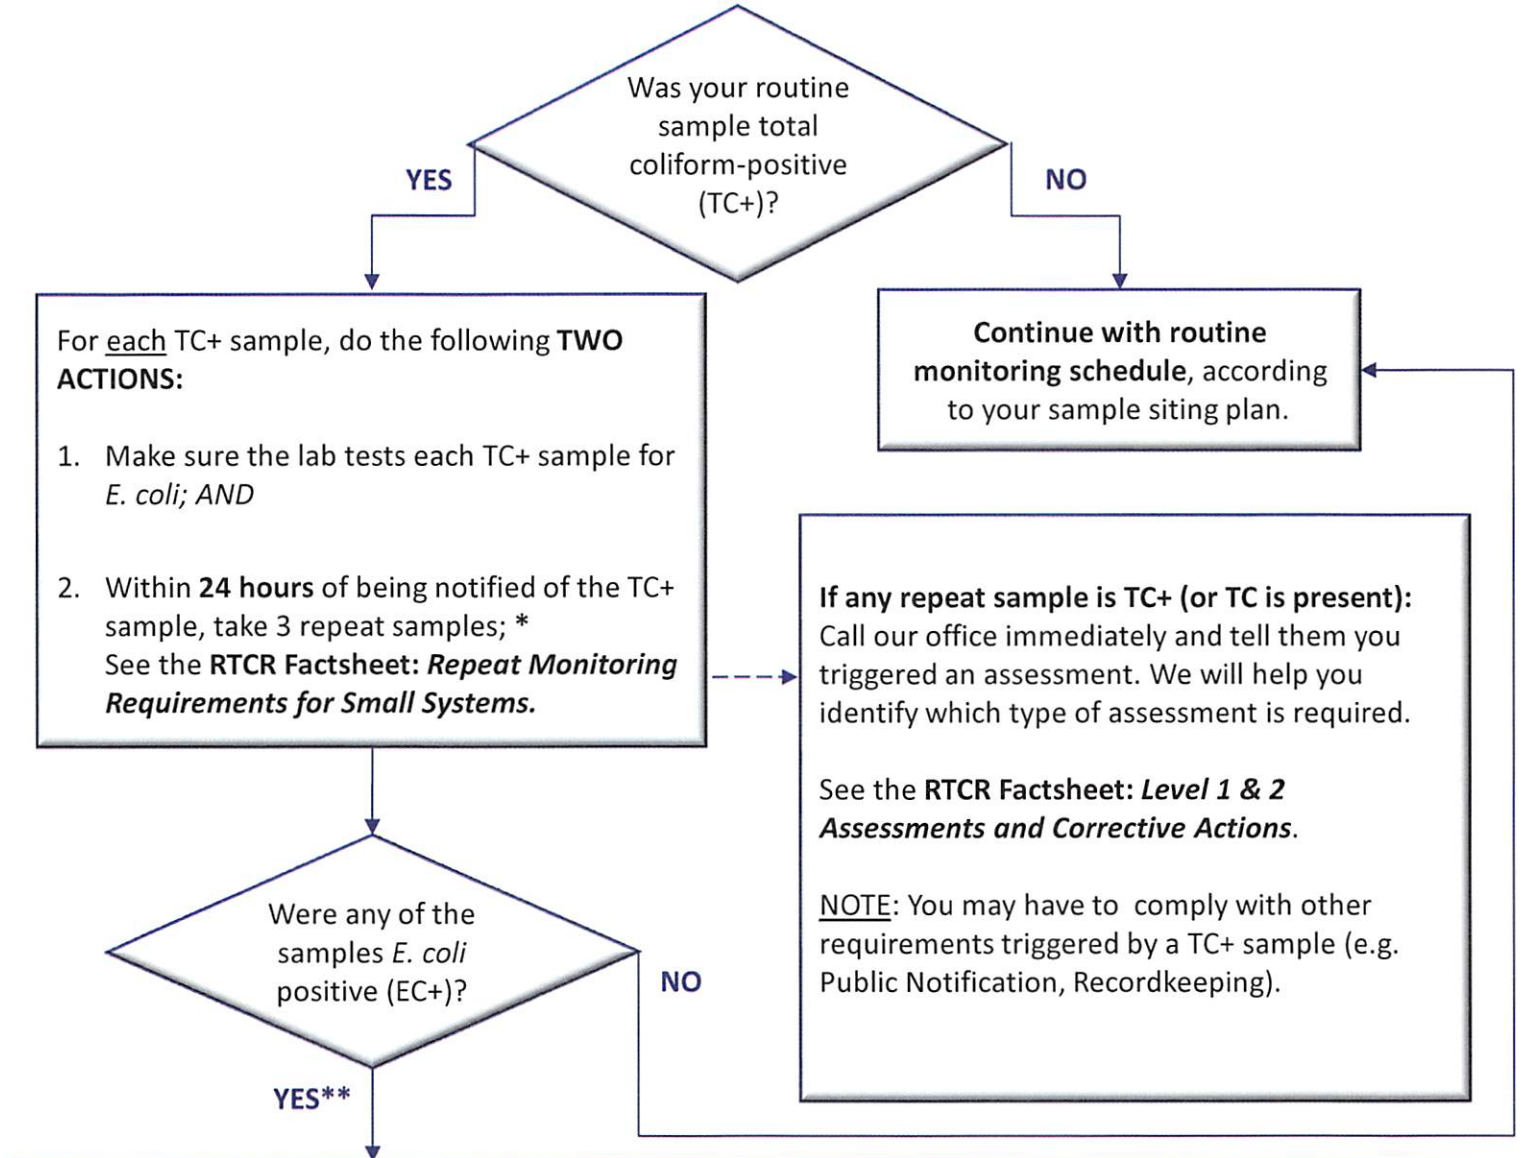 Was your routine
sample total
coliform-positive
(TC+)?
YES
NO
For each TC+ sample, do the following TWO
ACTIONS:
1. Make sure the lab tests each TC+ sample for
E. coli; AND
2. Within 24 hours of being notified of the TC+
sample, take 3 repeat samples; *
See the RTCR Factsheet: Repeat Monitoring
Requirements for Small Systems.
Continue with routine
monitoring schedule, according
to your sample siting plan.
If any repeat sample is TC+ (or TC is present):
Call our office immediately and tell them you
triggered an assessment. We will help you
identify which type of assessment is required.
See the RTCR Factsheet: Level 1 & 2
Assessments and Corrective Actions.
NOTE: You may have to comply with other
requirements triggered by a TC+ sample (e.g.
Public Notification, Recordkeeping).
Were any of the
samples E. coli
positive (EC+)?
NO
YES**